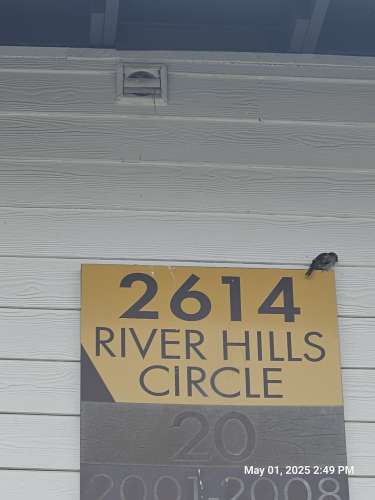 2614
RIVER HILLS
CIRCLE
20
2001-2008
May 01, 2025 2:49 PM